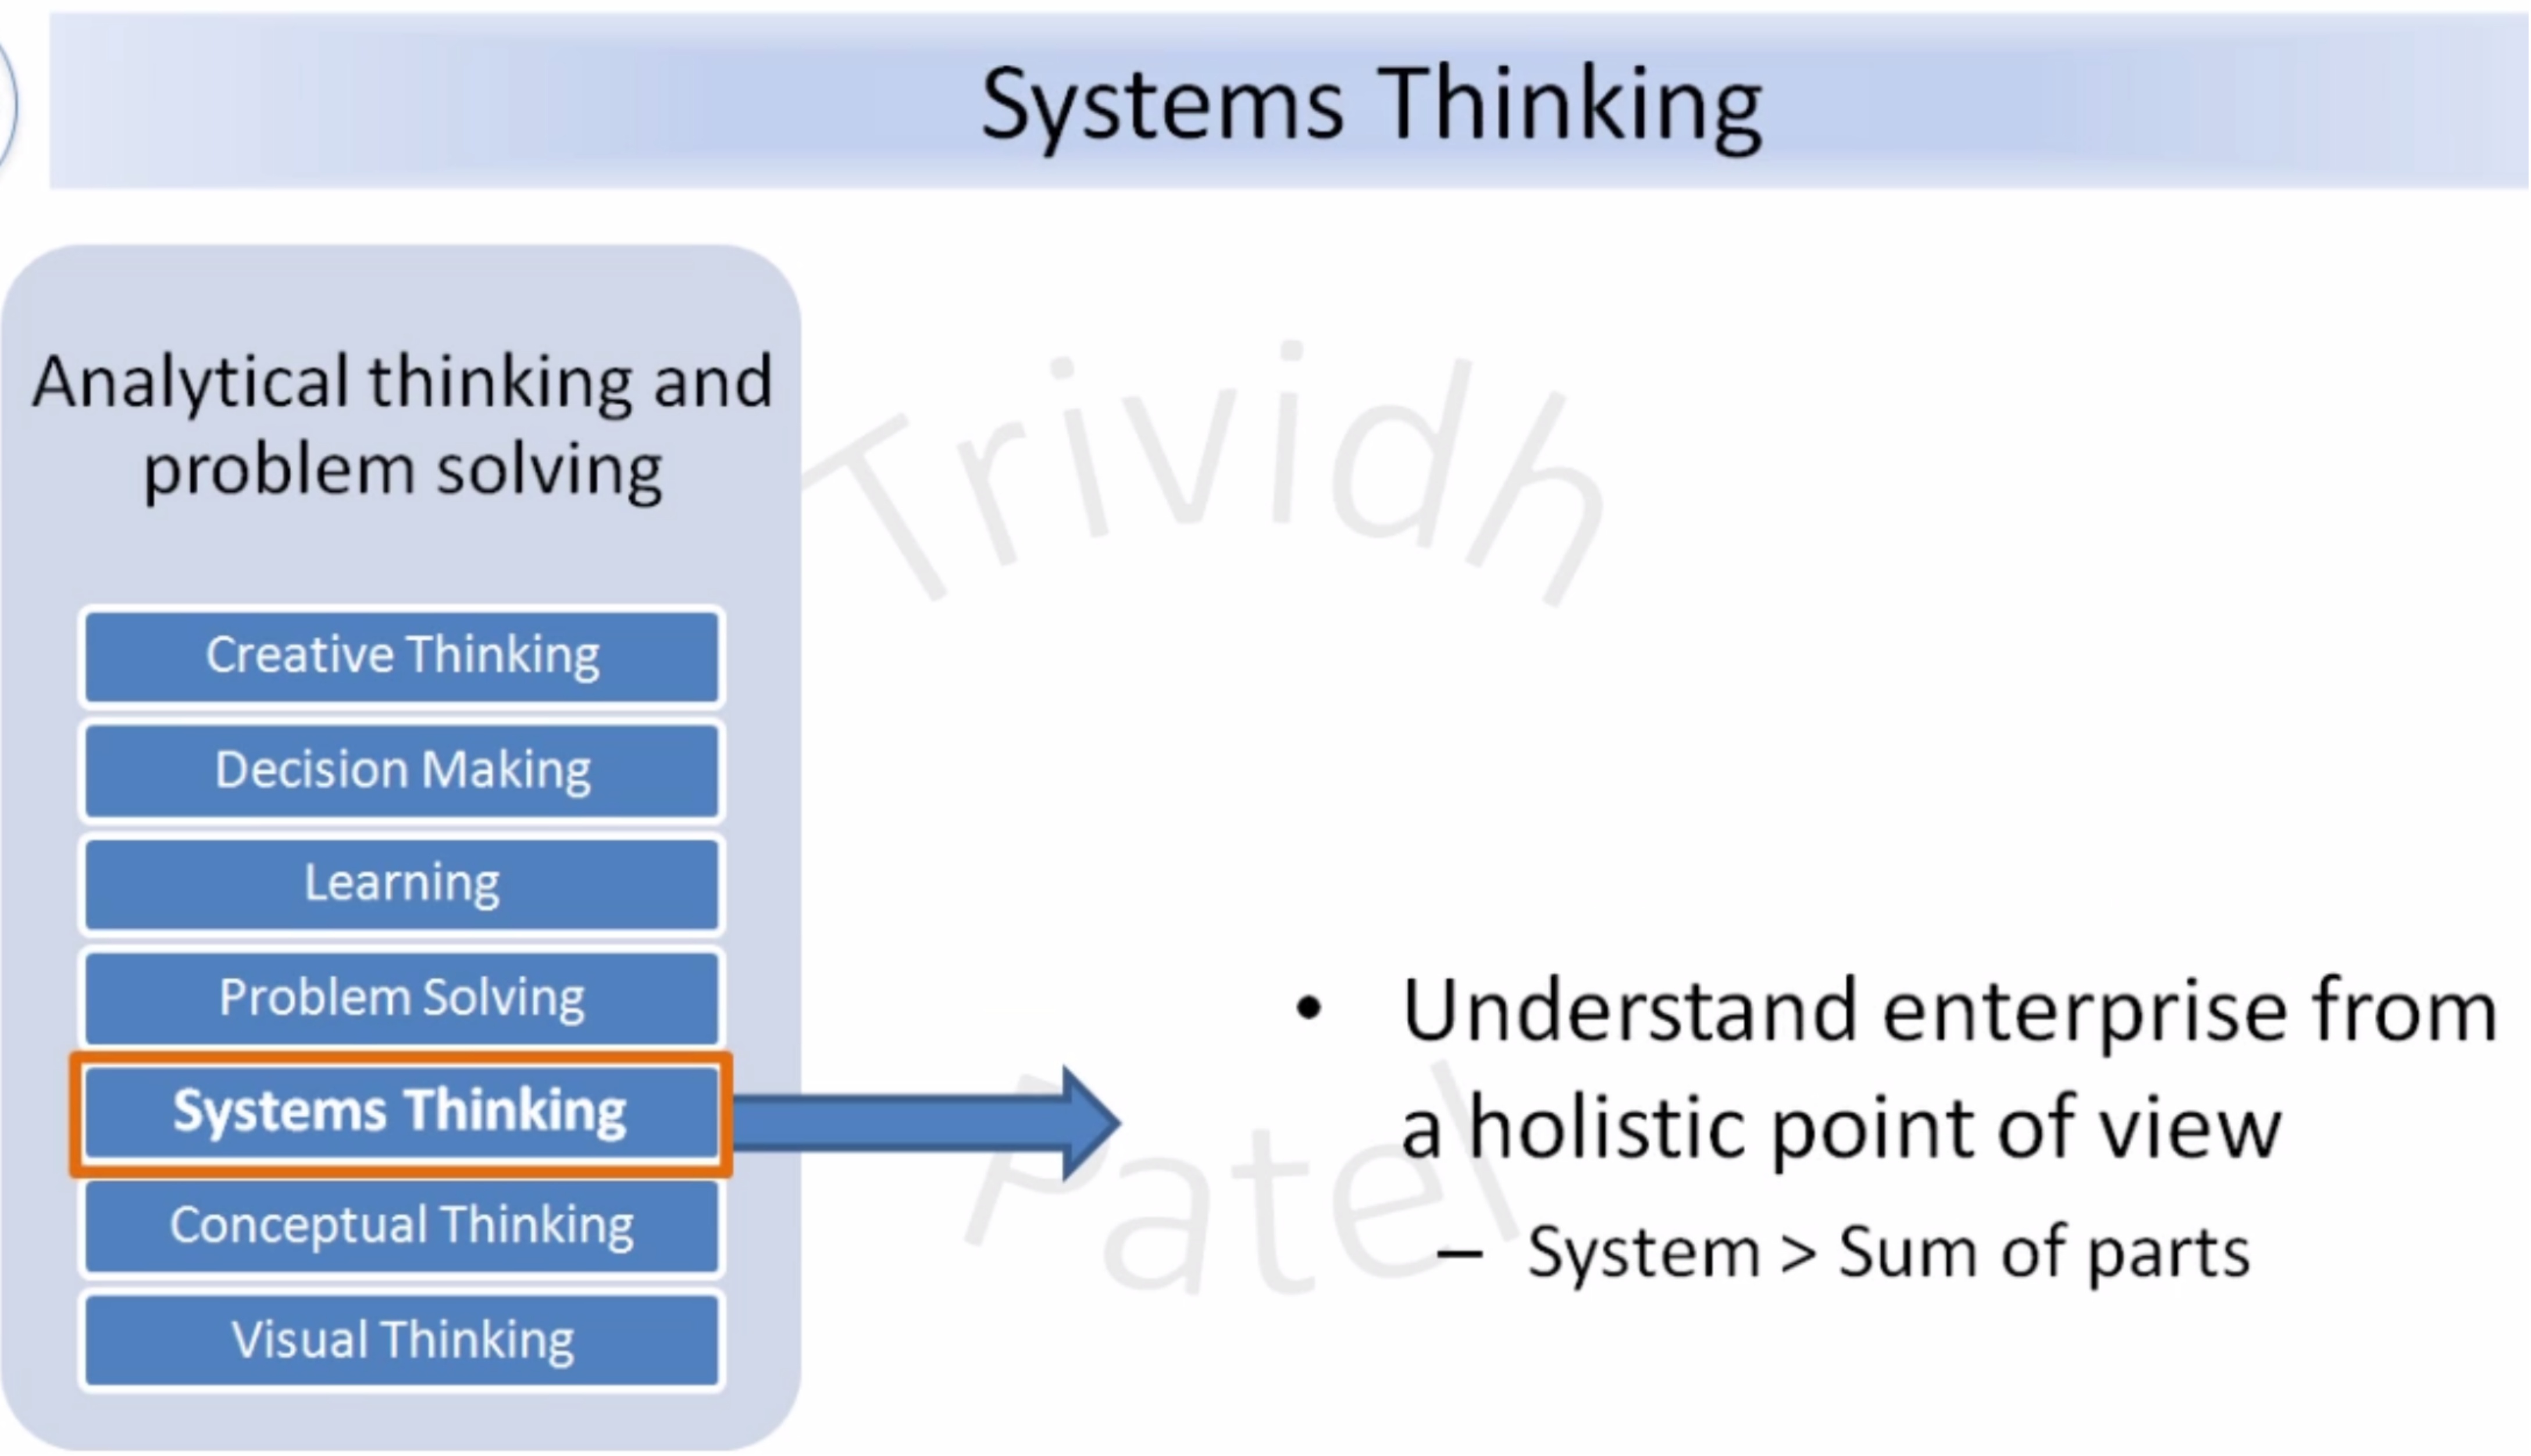 Systems Thinking
Analytical thinking and
problem solving
Creative Thinking
Decision Making
Learning
Problem Solving
Systems Thinking
Conceptual Thinking
Visual Thinking
Trividh
Patel
• Understand enterprise from
a holistic point of view
– System > Sum of parts